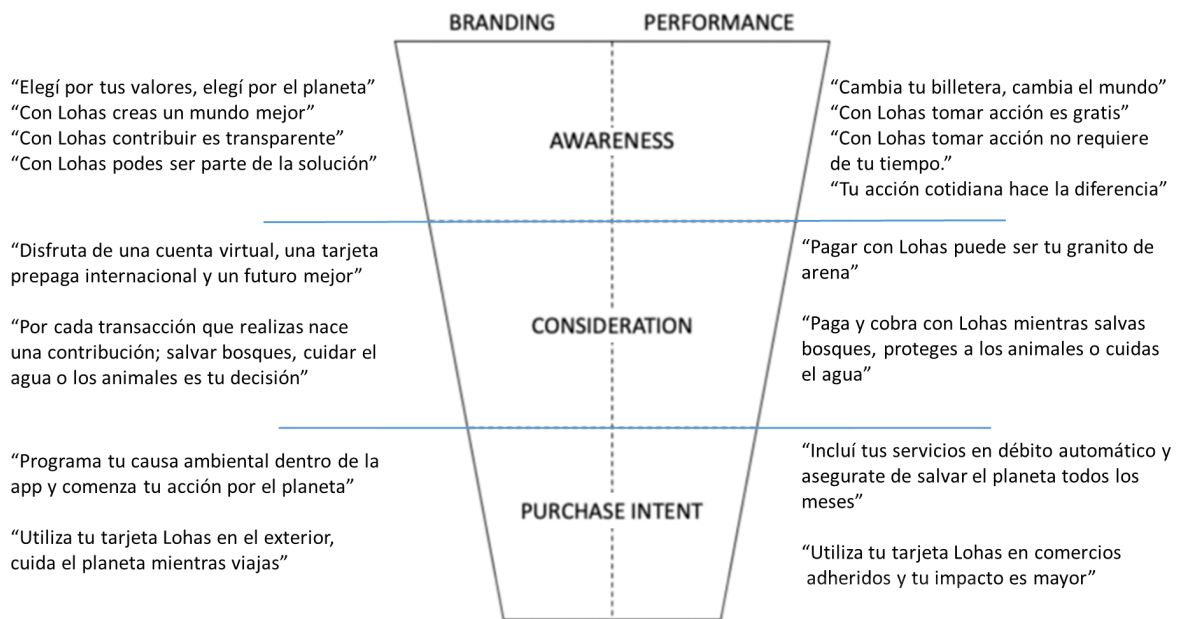 BRANDING
PERFORMANCE
“Elegí por tus valores, elegí por el planeta”
“Con Lohas creas un mundo mejor”
“Con Lohas contribuir es transparente”
“Con Lohas podes ser parte de la solución”
AWARENESS
“Cambia tu billetera, cambia el mundo”
“Con Lohas tomar acción es gratis”
“Con Lohas tomar acción no requiere
de tu tiempo.”
“Tu acción cotidiana hace la diferencia”
“Disfruta de una cuenta virtual, una tarjeta
prepaga internacional y un futuro mejor”
“Por cada transacción que realizas nace
una contribución; salvar bosques, cuidar el
agua o los animales es tu decisión”
CONSIDERATION
“Pagar con Lohas puede ser tu granito de
arena”
“Paga y cobra con Lohas mientras salvas
bosques, proteges a los animales o cuidas
el agua”
“Programa tu causa ambiental dentro de la
app y comenza tu acción por el planeta”
“Utiliza tu tarjeta Lohas en el exterior,
cuida el planeta mientras viajas”
PURCHASE INTENT
“Incluí tus servicios en débito automático y
asegurate de salvar el planeta todos los
meses”
“Utiliza tu tarjeta Lohas en comercios
adheridos y tu impacto es mayor”